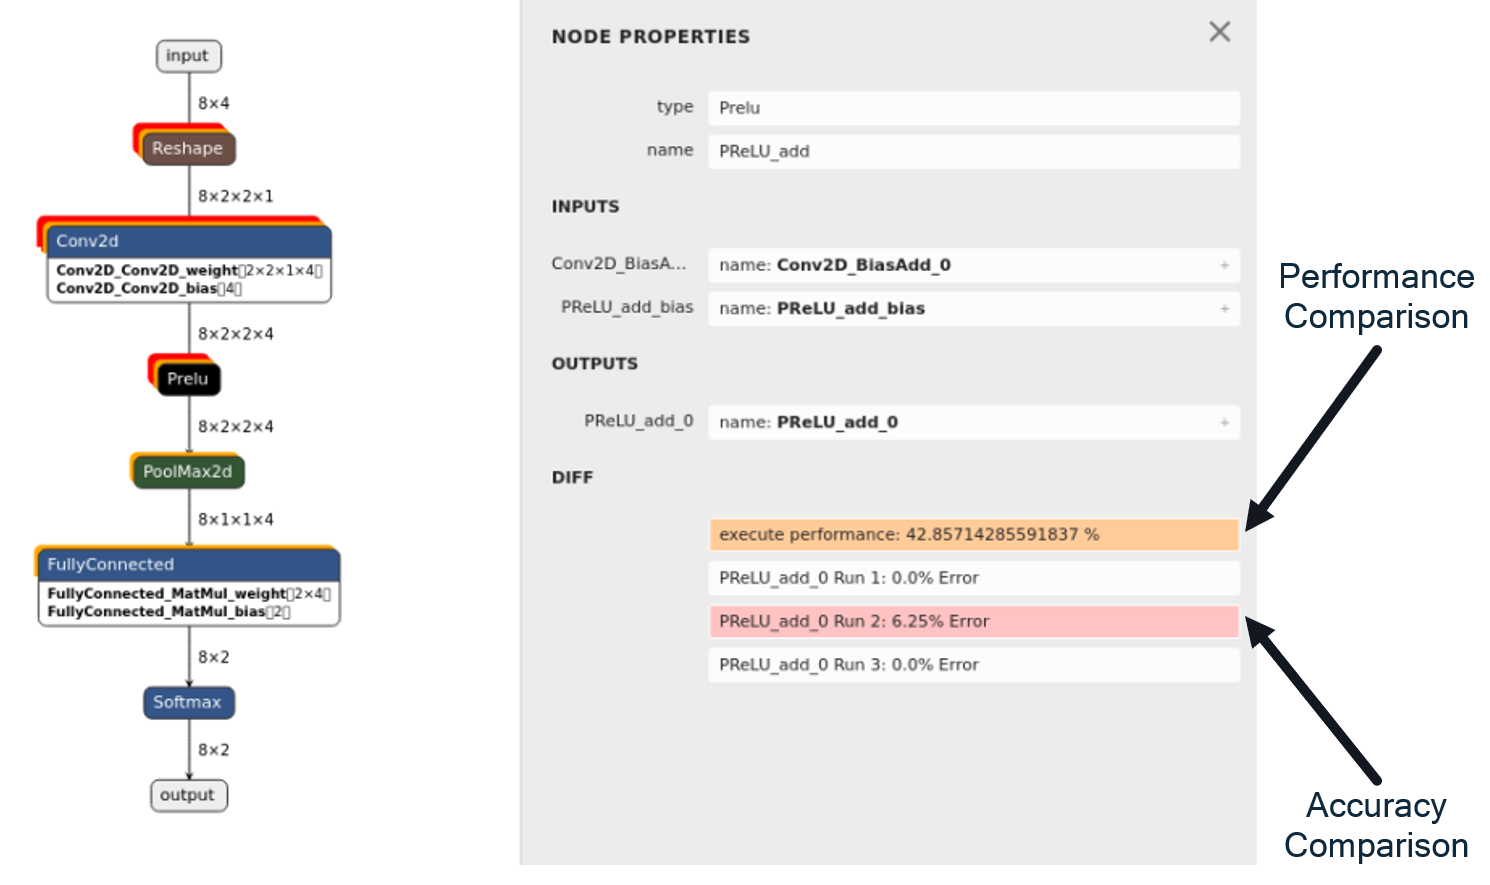 input
8×4
Reshape
8×2×2×1
Conv2d
Conv2D_Conv2D_weight▯2×2×1×4▯
Conv2D_Conv2D_bias▯4▯
8×2×2×4
Prelu
8×2×2×4
PoolMax2d
8×1×1×4
FullyConnected
FullyConnected_MatMul_weight▯2×4▯
FullyConnected_MatMul_bias▯2▯
8×2
Softmax
8×2
output
NODE PROPERTIES
type Prelu
name PReLU_add
INPUTS
Conv2D_BiasA... name: Conv2D_BiasAdd_0 +
PReLU_add_bias name: PReLU_add_bias +
OUTPUTS
PReLU_add_0 name: PReLU_add_0 +
DIFF
execute performance: 42.85714285591837 %
PReLU_add_0 Run 1: 0.0% Error
PReLU_add_0 Run 2: 6.25% Error
PReLU_add_0 Run 3: 0.0% Error
Performance
Comparison
Accuracy
Comparison